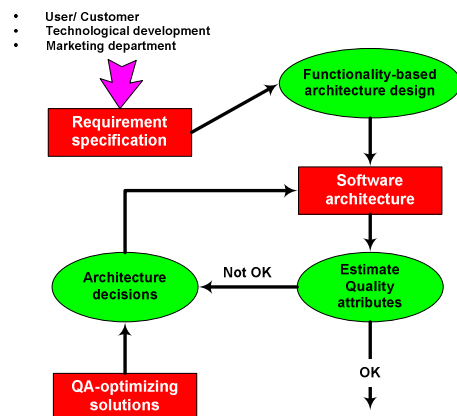 • User/ Customer
• Technological development
• Marketing department
Functionality-based
architecture design
Requirement
specification
Software
architecture
Not OK
Estimate
Quality
attributes
Architecture
decisions
OK
QA-optimizing
solutions